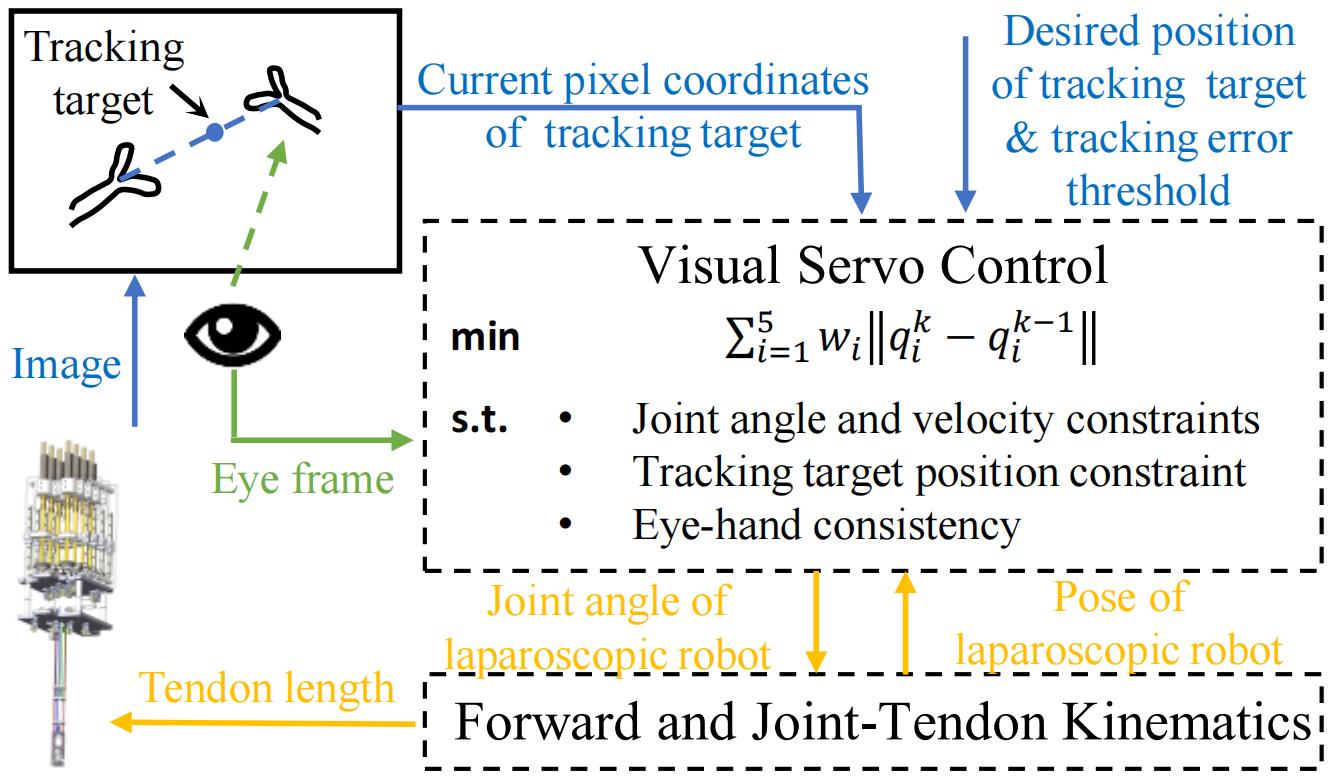 Tracking
target
Current pixel coordinates
of tracking target
Desired position
of tracking target
& tracking error
threshold
Image
Eye frame
Visual Servo Control
min ∑_{i=1}^{5} w_i‖q_i^k − q_i^{k−1}‖
s.t. • Joint angle and velocity constraints
• Tracking target position constraint
• Eye-hand consistency
Joint angle of
laparoscopic robot
Pose of
laparoscopic robot
Tendon length
Forward and Joint-Tendon Kinematics